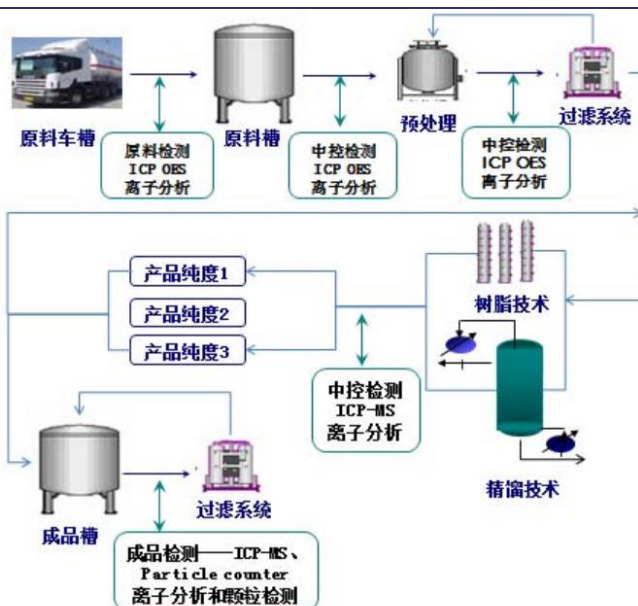 原料车槽
原料检测
ICP OES
离子分析
原料槽
中控检测
ICP OES
离子分析
预处理
中控检测
ICP OES
离子分析
过滤系统
产品纯度1
产品纯度2
产品纯度3
树脂技术
中控检测
ICP-MS
离子分析
精馏技术
成品槽
过滤系统
成品检测——ICP-MS、
Particle counter
离子分析和颗粒检测